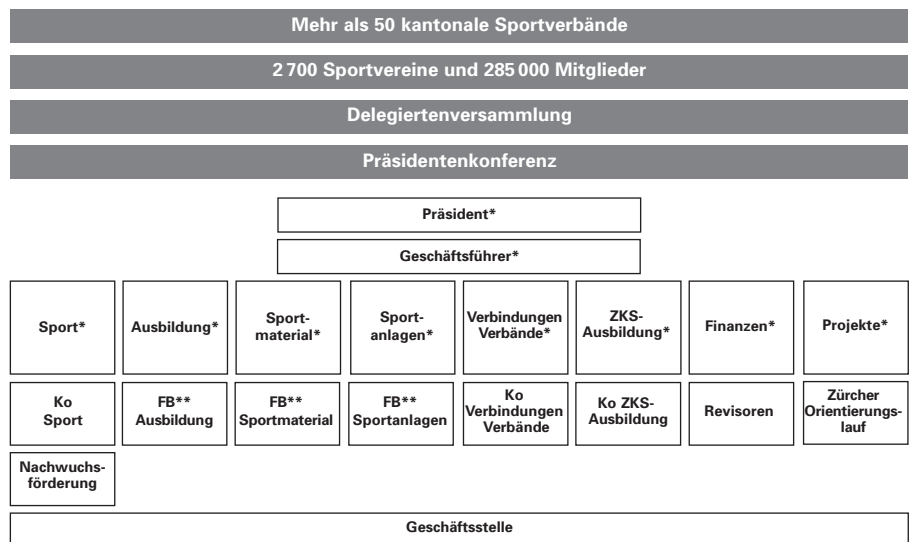 Mehr als 50 kantonale Sportverbände
2 700 Sportvereine und 285 000 Mitglieder
Delegiertenversammlung
Präsidentenkonferenz
Präsident*
Geschäftsführer*
Sport*
Ausbildung*
Sport-
material*
Sport-
anlagen*
Verbindungen
Verbände*
ZKS-
Ausbildung*
Finanzen*
Projekte*
Ko
Sport
FB**
Ausbildung
FB**
Sportmaterial
FB**
Sportanlagen
Ko
Verbindungen
Verbände
Ko ZKS-
Ausbildung
Revisoren
Zürcher
Orientierungs-
lauf
Nachwuchs-
förderung
Geschäftsstelle